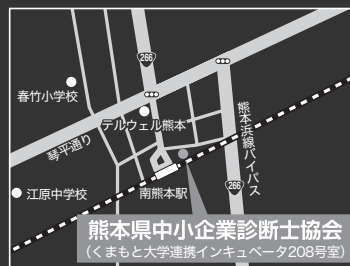 266
春竹小学校
テルウェル熊本
琴平通り
熊本浜線バイパス
江原中学校
南熊本駅
266
熊本県中小企業診断士協会
(くまもと大学連携インキュベータ208号室)